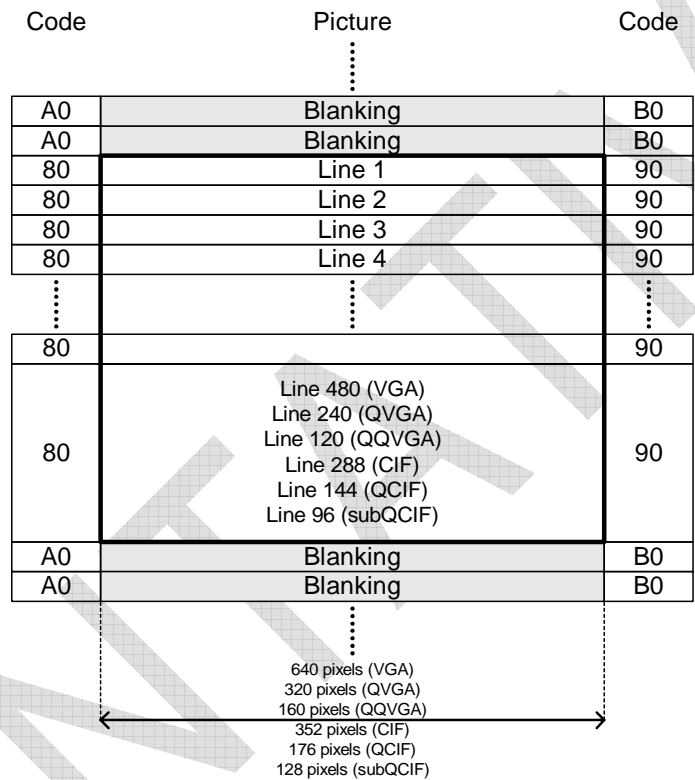 Code Picture Code
A0 Blanking B0
A0 Blanking B0
80 Line 1 90
80 Line 2 90
80 Line 3 90
80 Line 4 90
80 90
Line 480 (VGA)
Line 240 (QVGA)
Line 120 (QQVGA)
80 Line 288 (CIF) 90
Line 144 (QCIF)
Line 96 (subQCIF)
A0 Blanking B0
A0 Blanking B0
640 pixels (VGA)
320 pixels (QVGA)
160 pixels (QQVGA)
352 pixels (CIF)
176 pixels (QCIF)
128 pixels (subQCIF)